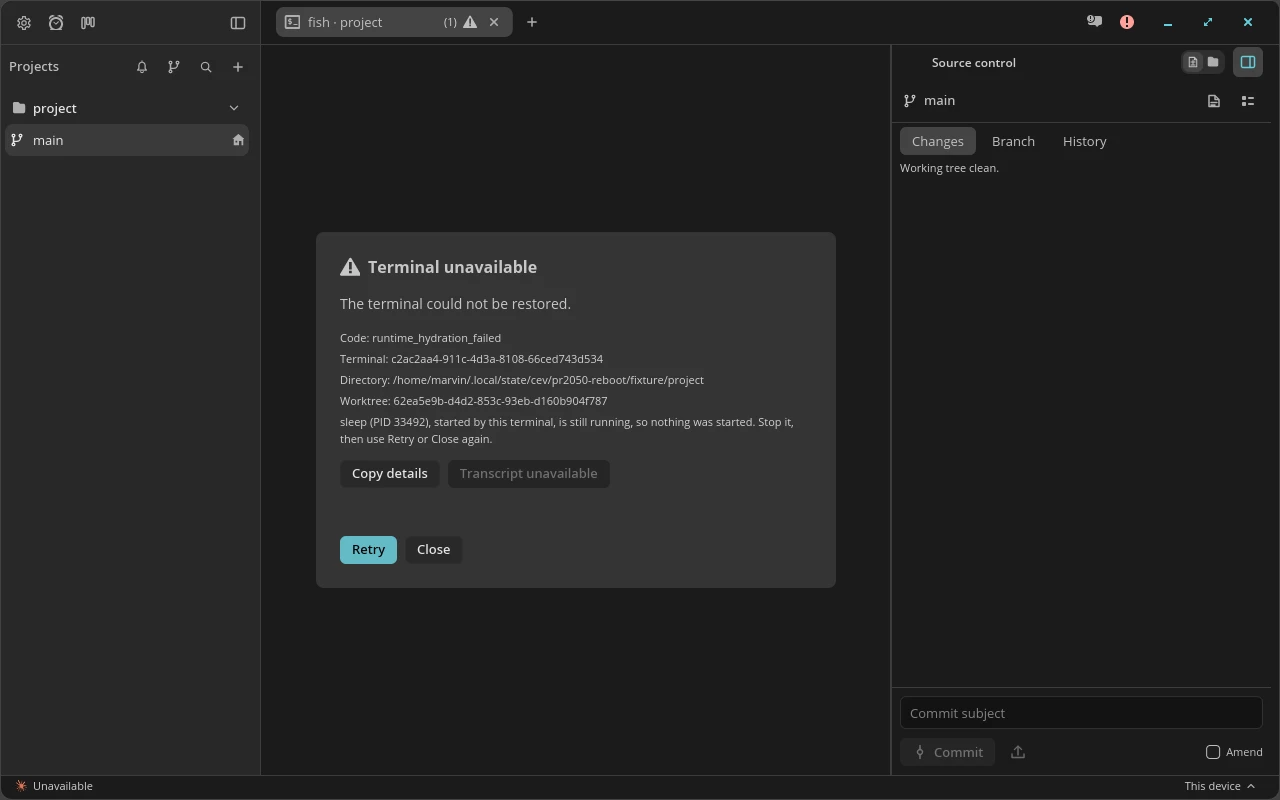 fish · project
(1)
Projects
project
main
Source control
main
Changes
Branch
History
Working tree clean.
Terminal unavailable
The terminal could not be restored.
Code: runtime_hydration_failed
Terminal: c2ac2aa4-911c-4d3a-8108-66ced743d534
Directory: /home/marvin/.local/state/cev/pr2050-reboot/fixture/project
Worktree: 62ea5e9b-d4d2-853c-93eb-d160b904f787
sleep (PID 33492), started by this terminal, is still running, so nothing was started. Stop it,
then use Retry or Close again.
Copy details
Transcript unavailable
Retry
Close
Commit subject
Commit
Amend
Unavailable
This device